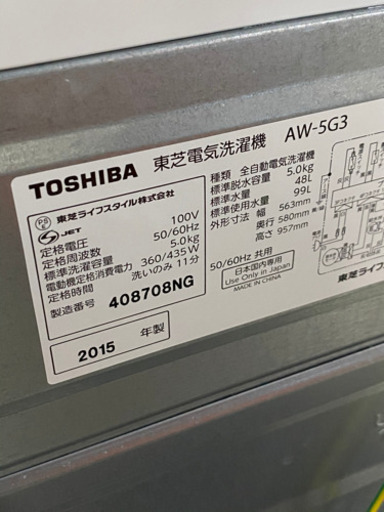 TOSHIBA 東芝電気洗濯機 AW-5G3
東芝ライフスタイル株式会社
JET
定格電圧 100V
定格周波数 50/60Hz
標準洗濯容量 5.0kg
電動機定格消費電力 360/435W
定格時間 洗いのみ 11分
製造番号 408708NG
2015 年製
種類 全自動電気洗濯機
標準脱水容量 5.0kg
標準水量 48L
標準使用水量 99L
外形寸法 幅 563mm
奥行 580mm
高さ 957mm
50/60Hz 共用
日本国内専用
Use Only in Japan
MADE IN CHINA
東芝ライフ